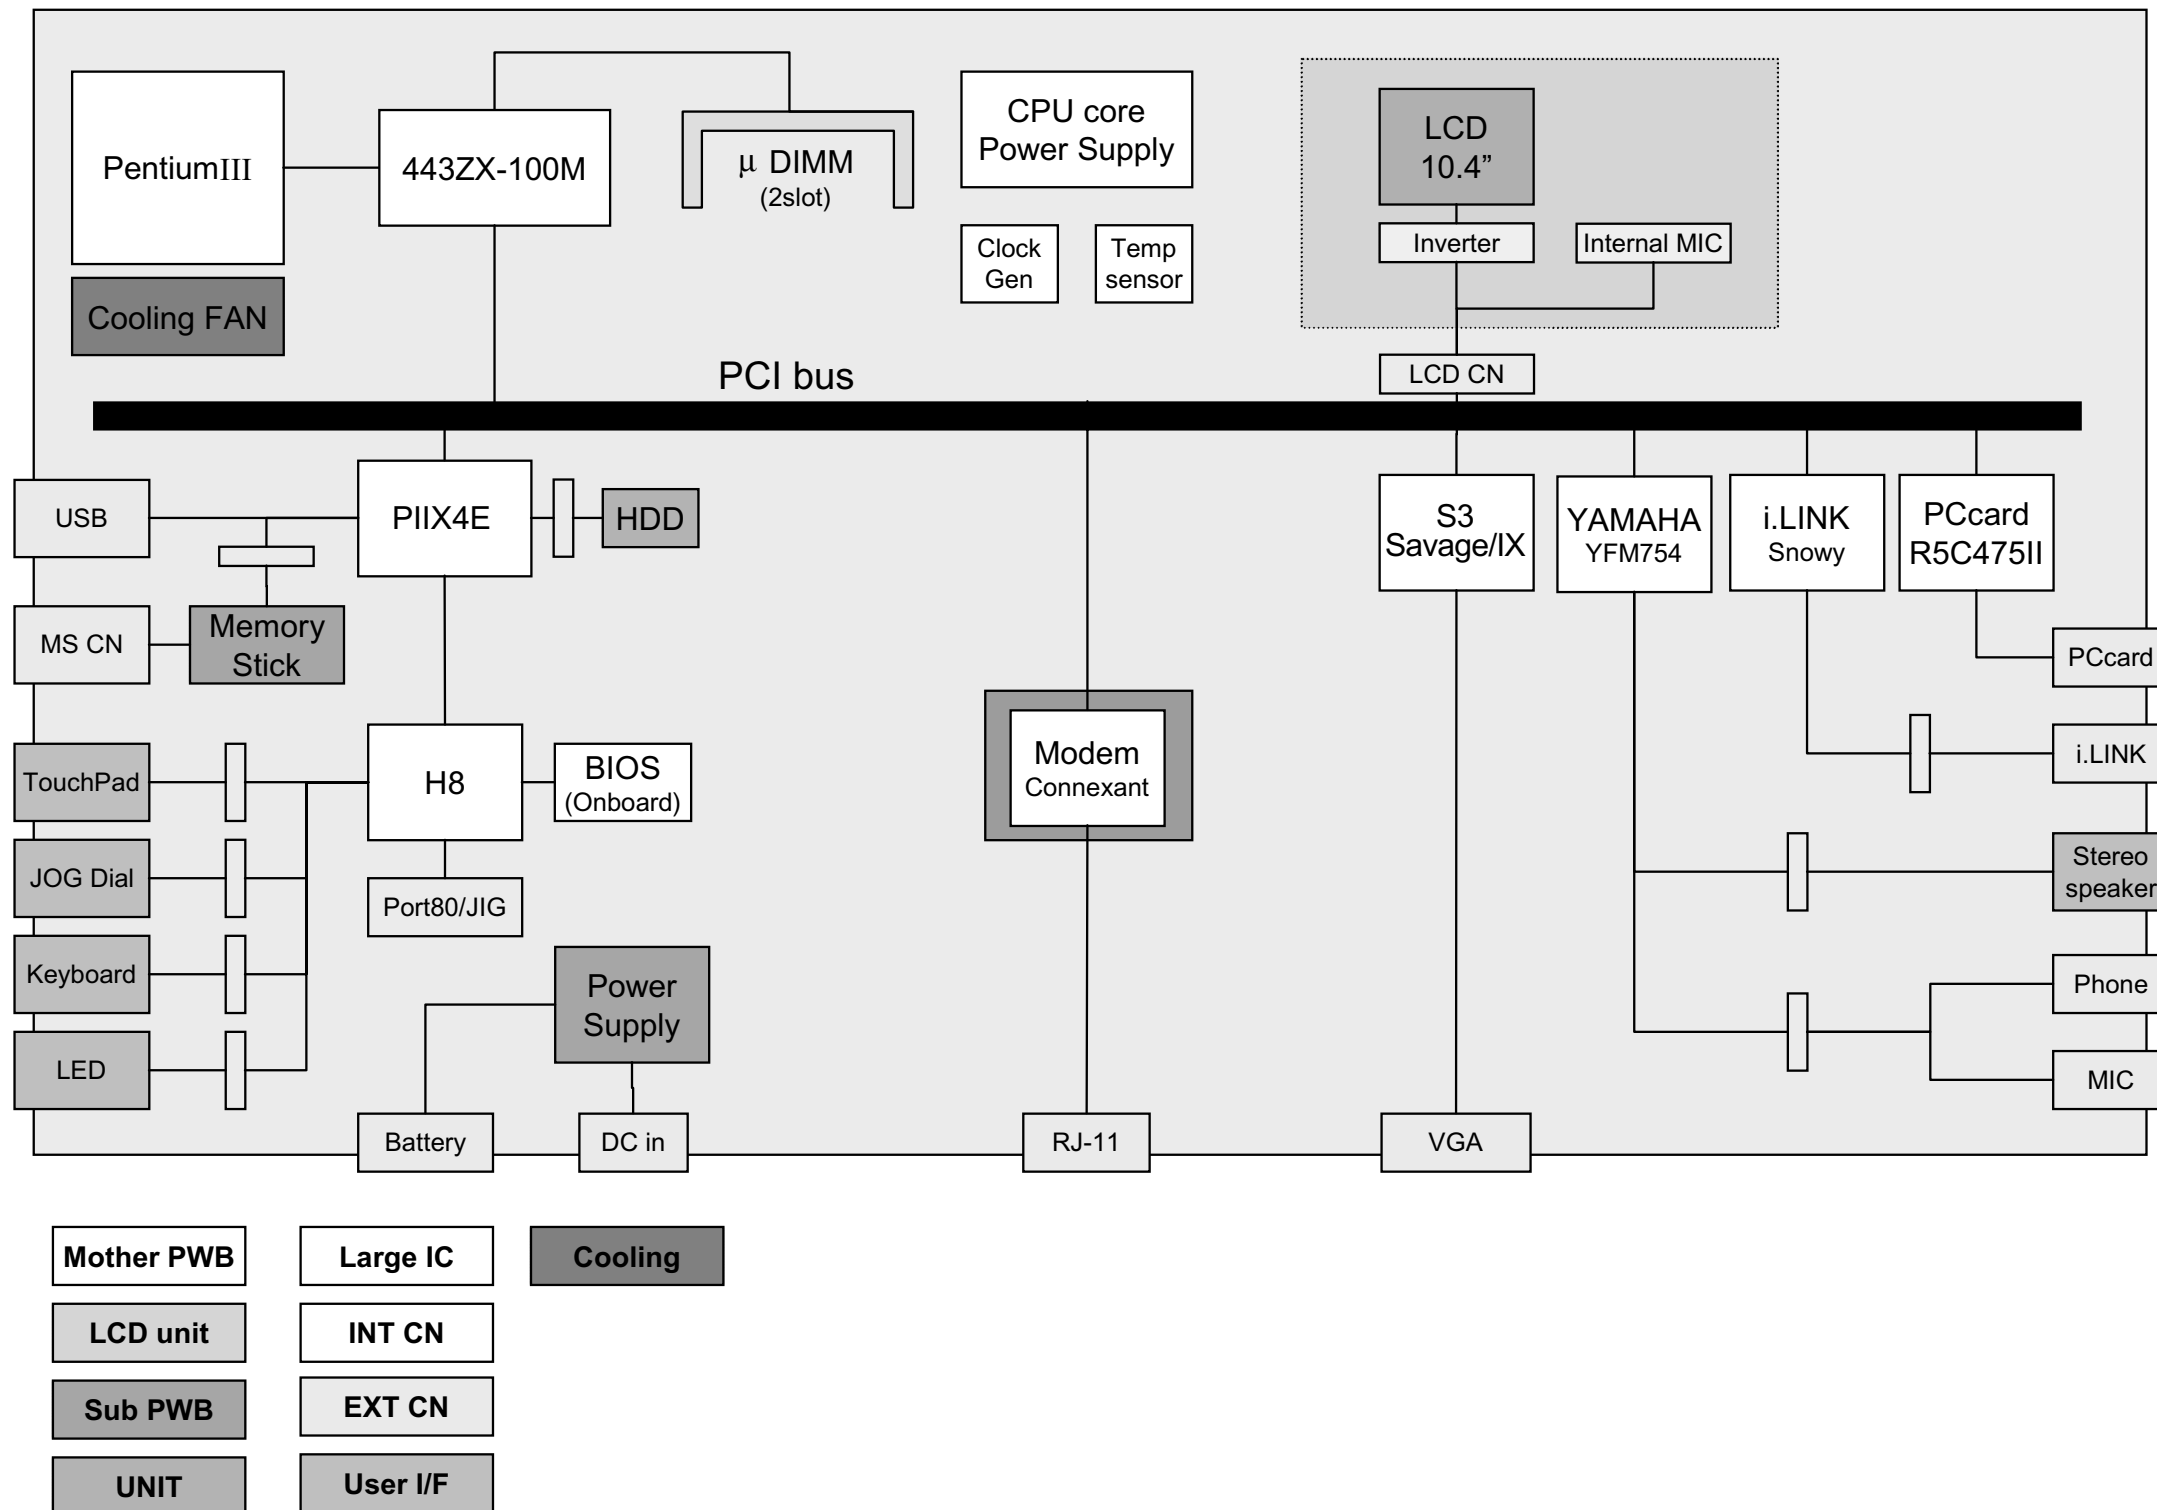 PentiumIII
443ZX-100M
μ DIMM
(2slot)
CPU core
Power Supply
Clock
Gen
Temp
sensor
LCD
10.4”
Inverter
Internal MIC
LCD CN
Cooling FAN
PCI bus
USB
PIIX4E
HDD
S3
Savage/IX
YAMAHA
YFM754
i.LINK
Snowy
PCcard
R5C475II
MS CN
Memory
Stick
PCcard
TouchPad
H8
BIOS
(Onboard)
Modem
Connexant
i.LINK
JOG Dial
Port80/JIG
Stereo
speaker
Keyboard
Power
Supply
Phone
LED
MIC
Battery
DC in
RJ-11
VGA
Mother PWB
Large IC
Cooling
LCD unit
INT CN
Sub PWB
EXT CN
UNIT
User I/F